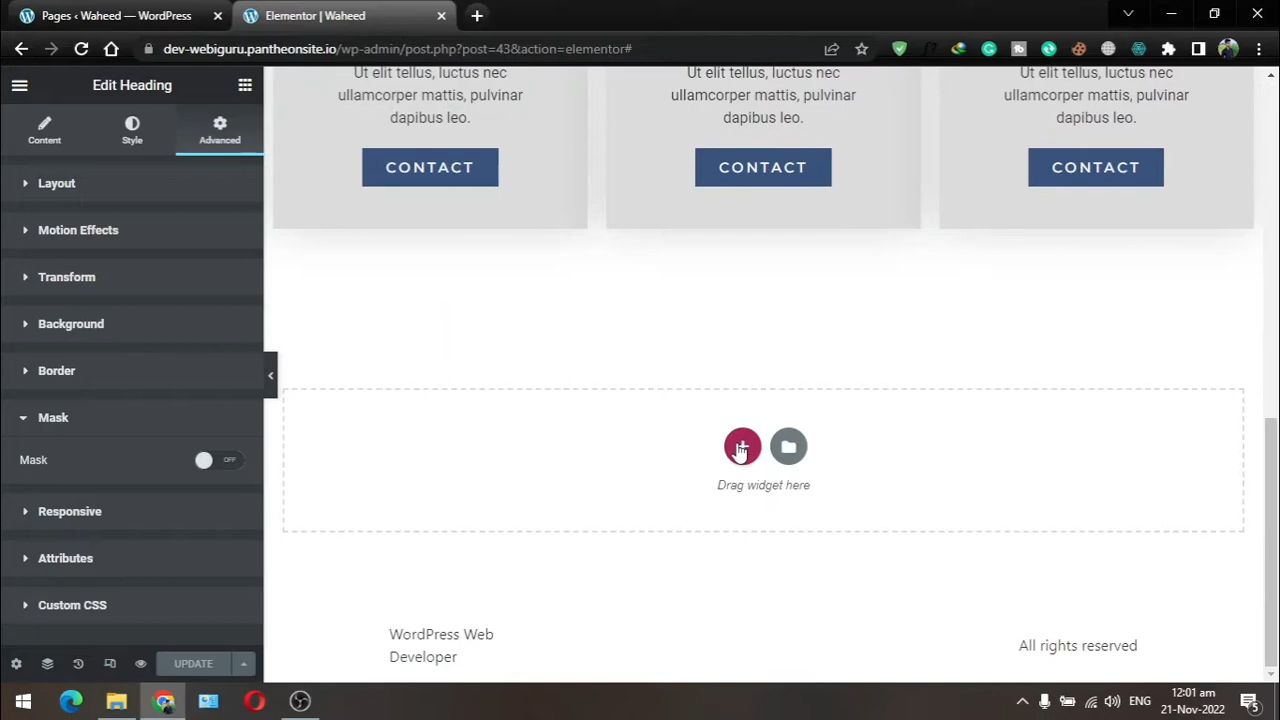 Pages ‹ Waheed — WordPress
Elementor | Waheed
dev-webiguru.pantheonsite.io/wp-admin/post.php?post=43&action=elementor#
Edit Heading
Content
Style
Advanced
Layout
Motion Effects
Transform
Background
Border
Mask
Mask
OFF
Responsive
Attributes
Custom CSS
UPDATE
Ut elit tellus, luctus nec
ullamcorper mattis, pulvinar
dapibus leo.
CONTACT
Ut elit tellus, luctus nec
ullamcorper mattis, pulvinar
dapibus leo.
CONTACT
Ut elit tellus, luctus nec
ullamcorper mattis, pulvinar
dapibus leo.
CONTACT
Drag widget here
WordPress Web
Developer
All rights reserved
ENG
12:01 am
21-Nov-2022
5